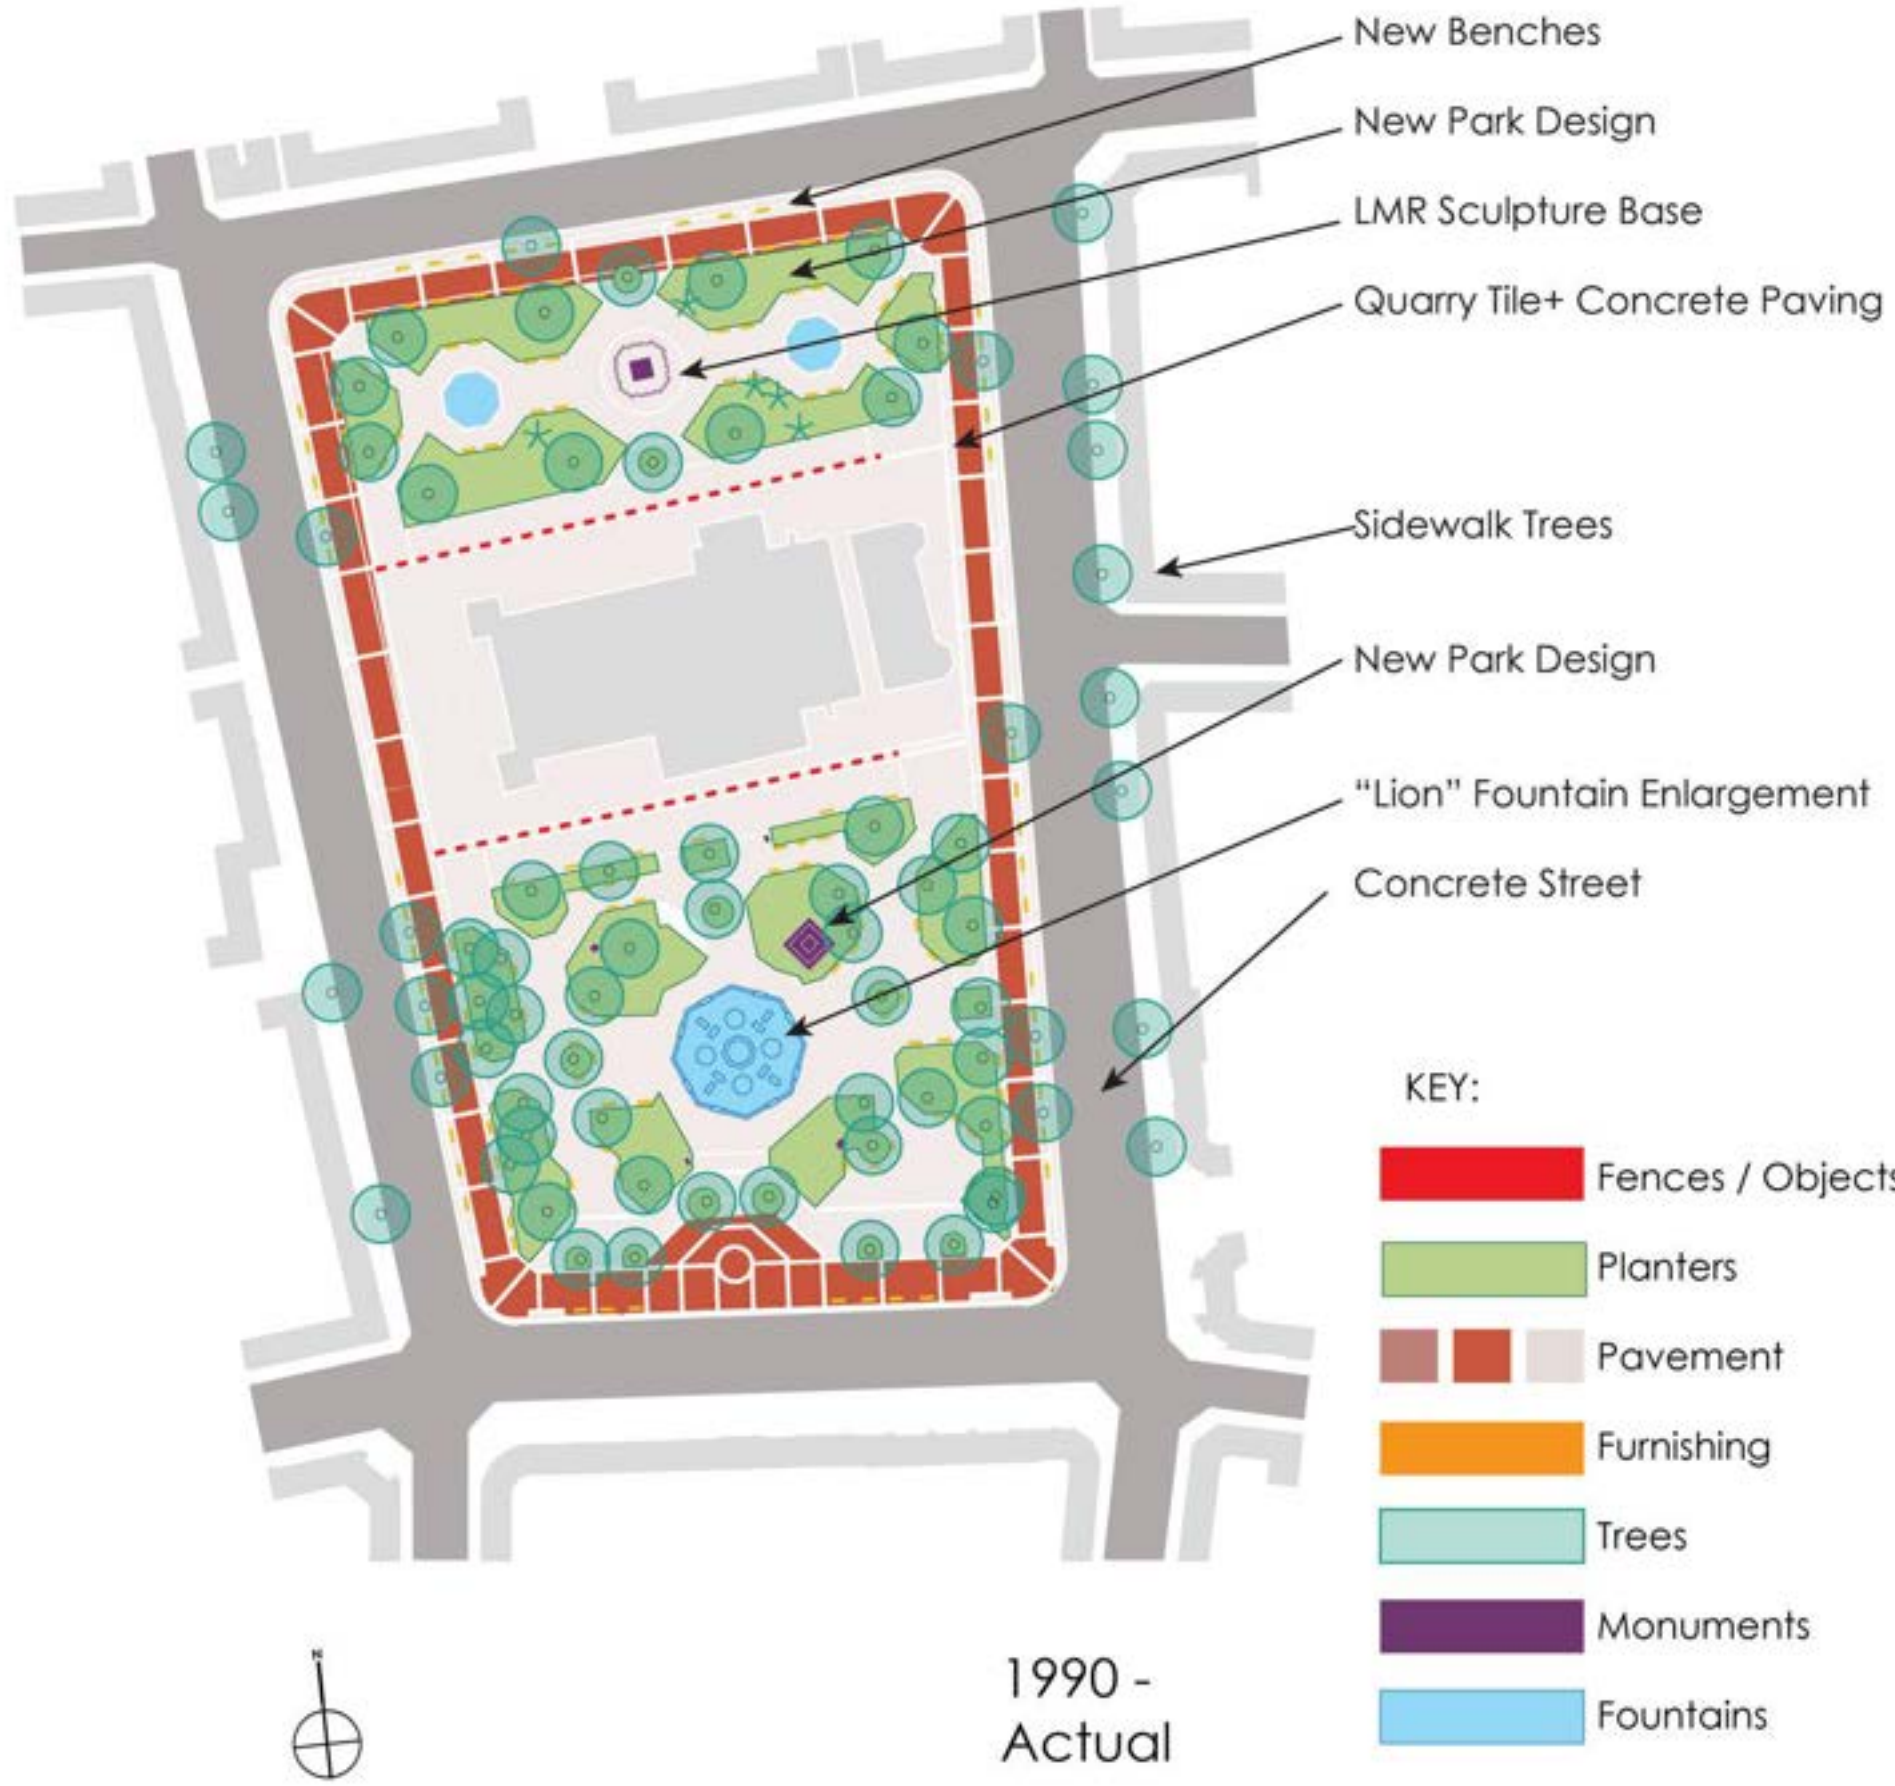 New Benches
New Park Design
LMR Sculpture Base
Quarry Tile+ Concrete Paving
Sidewalk Trees
New Park Design
“Lion” Fountain Enlargement
Concrete Street
KEY:
Fences / Objects
Planters
Pavement
Furnishing
Trees
Monuments
Fountains
N
1990 -
Actual